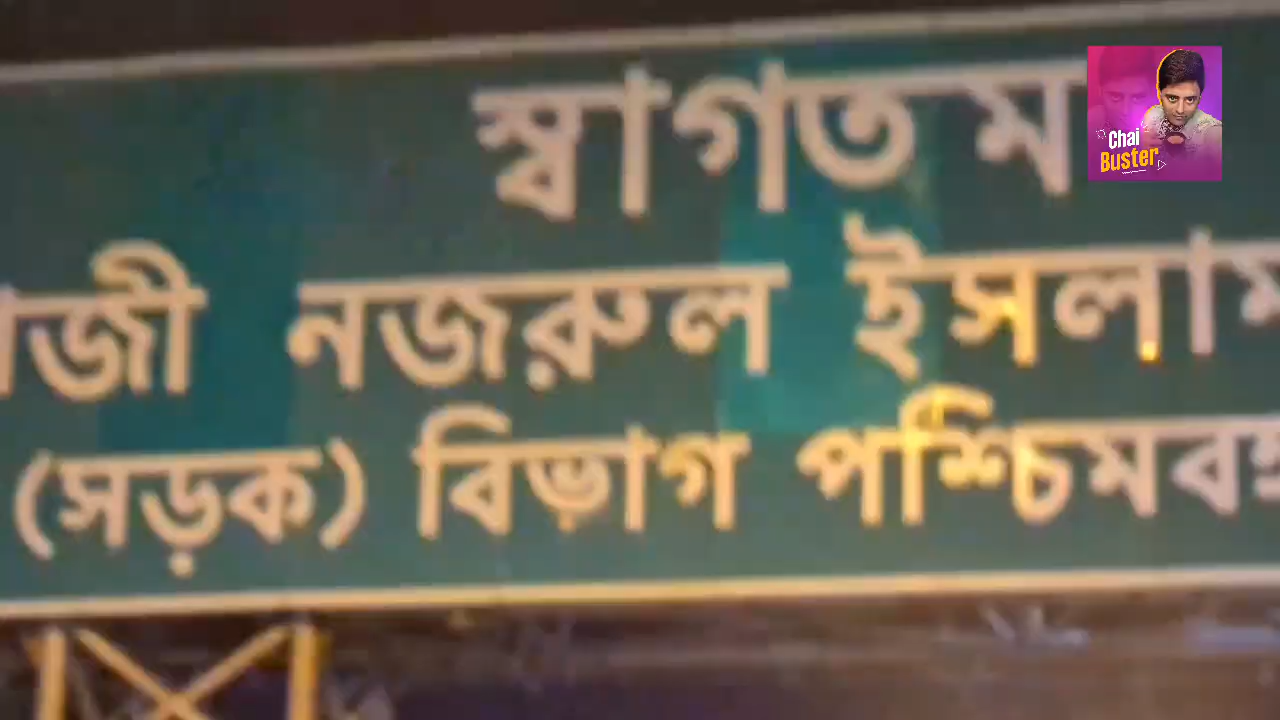 স্বাগতম
কাজী নজরুল ইসলাম
(সড়ক) বিভাগ পশ্চিমবঙ্গ
Chai
Buster